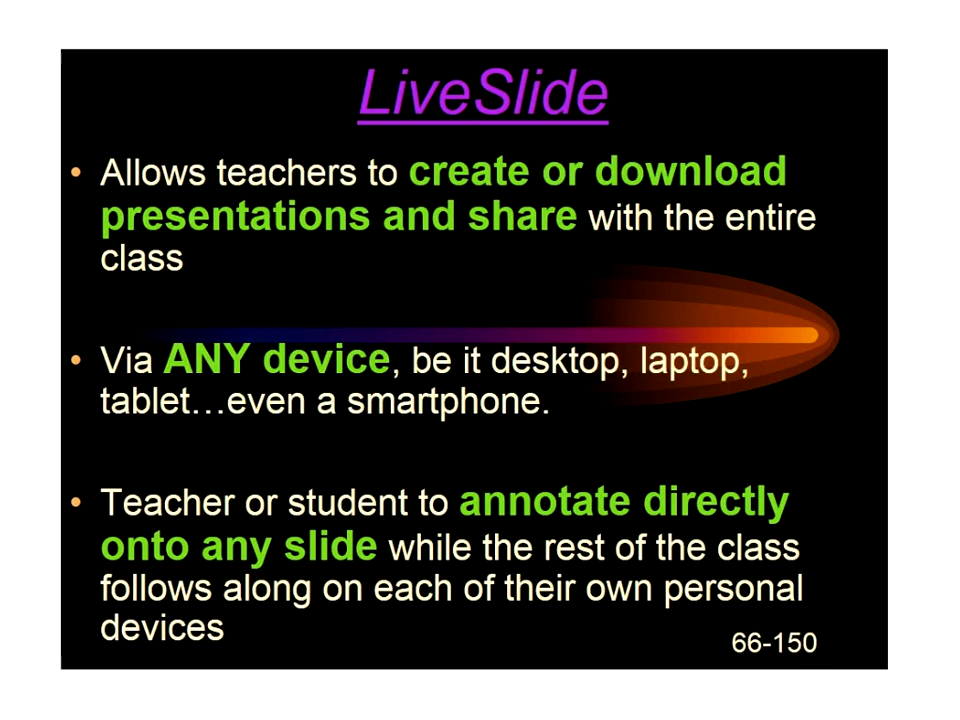 LiveSlide
• Allows teachers to create or download
presentations and share with the entire
class
• Via ANY device, be it desktop, laptop,
tablet…even a smartphone.
• Teacher or student to annotate directly
onto any slide while the rest of the class
follows along on each of their own personal
devices
66-150